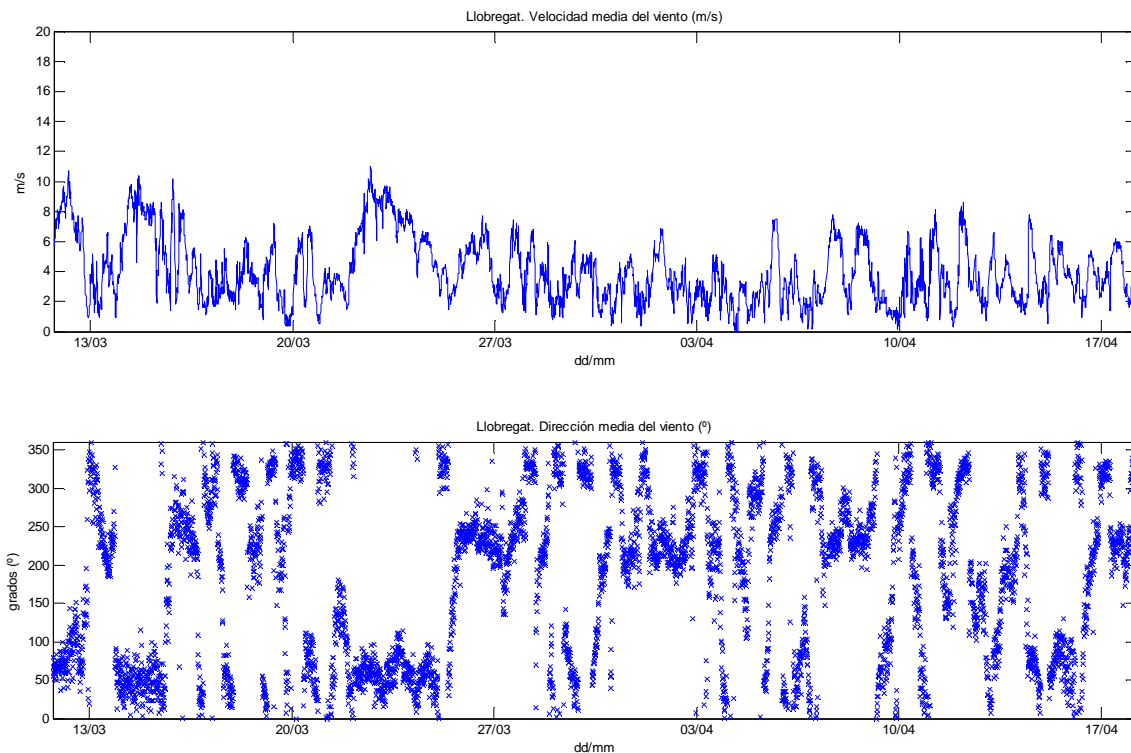 Llobregat. Velocidad media del viento (m/s)
20
18
16
14
12
10
8
6
4
2
0
m/s
13/03 20/03 27/03 03/04 10/04 17/04
dd/mm
Llobregat. Dirección media del viento (º)
350
300
250
200
150
100
50
0
grados (º)
13/03 20/03 27/03 03/04 10/04 17/04
dd/mm